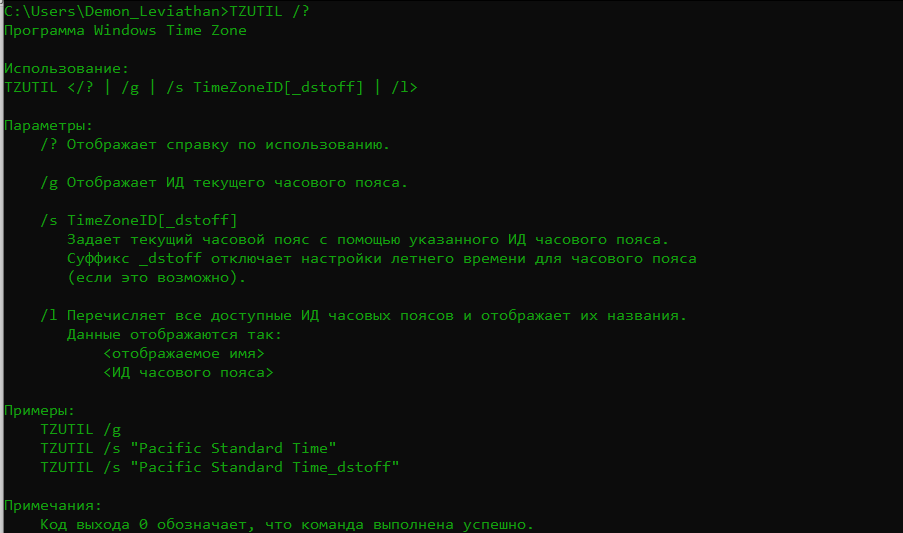 C:\Users\Demon_Leviathan>TZUTIL /?
Программа Windows Time Zone
Использование:
TZUTIL </? | /g | /s TimeZoneID[_dstoff] | /l>
Параметры:
/? Отображает справку по использованию.
/g Отображает ИД текущего часового пояса.
/s TimeZoneID[_dstoff]
Задает текущий часовой пояс с помощью указанного ИД часового пояса.
Суффикс _dstoff отключает настройки летнего времени для часового пояса
(если это возможно).
/l Перечисляет все доступные ИД часовых поясов и отображает их названия.
Данные отображаются так:
<отображаемое имя>
<ИД часового пояса>
Примеры:
TZUTIL /g
TZUTIL /s "Pacific Standard Time"
TZUTIL /s "Pacific Standard Time_dstoff"
Примечания:
Код выхода 0 обозначает, что команда выполнена успешно.